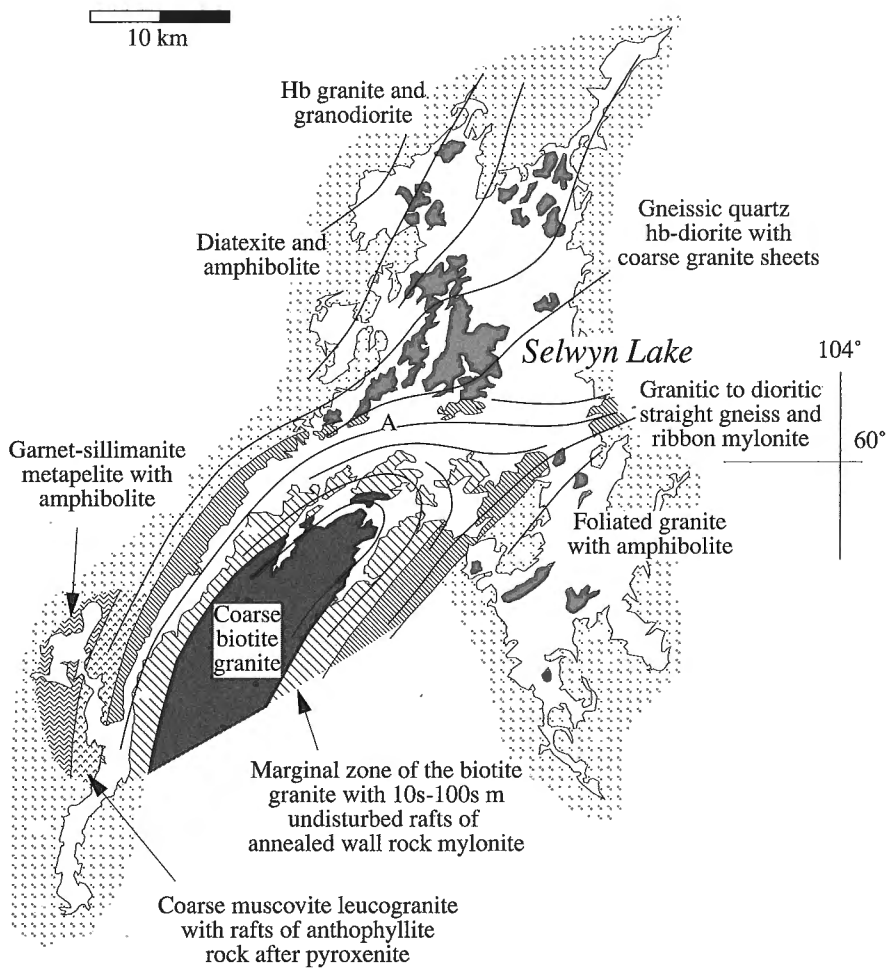 10 km
Hb granite and
granodiorite
Diatexite and
amphibolite
Gneissic quartz
hb-diorite with
coarse granite sheets
Selwyn Lake
104°
60°
Granitic to dioritic
straight gneiss and
ribbon mylonite
A
Garnet-sillimanite
metapelite with
amphibolite
Foliated granite
with amphibolite
Coarse
biotite
granite
Marginal zone of the biotite
granite with 10s-100s m
undisturbed rafts of
annealed wall rock mylonite
Coarse muscovite leucogranite
with rafts of anthophyllite
rock after pyroxenite